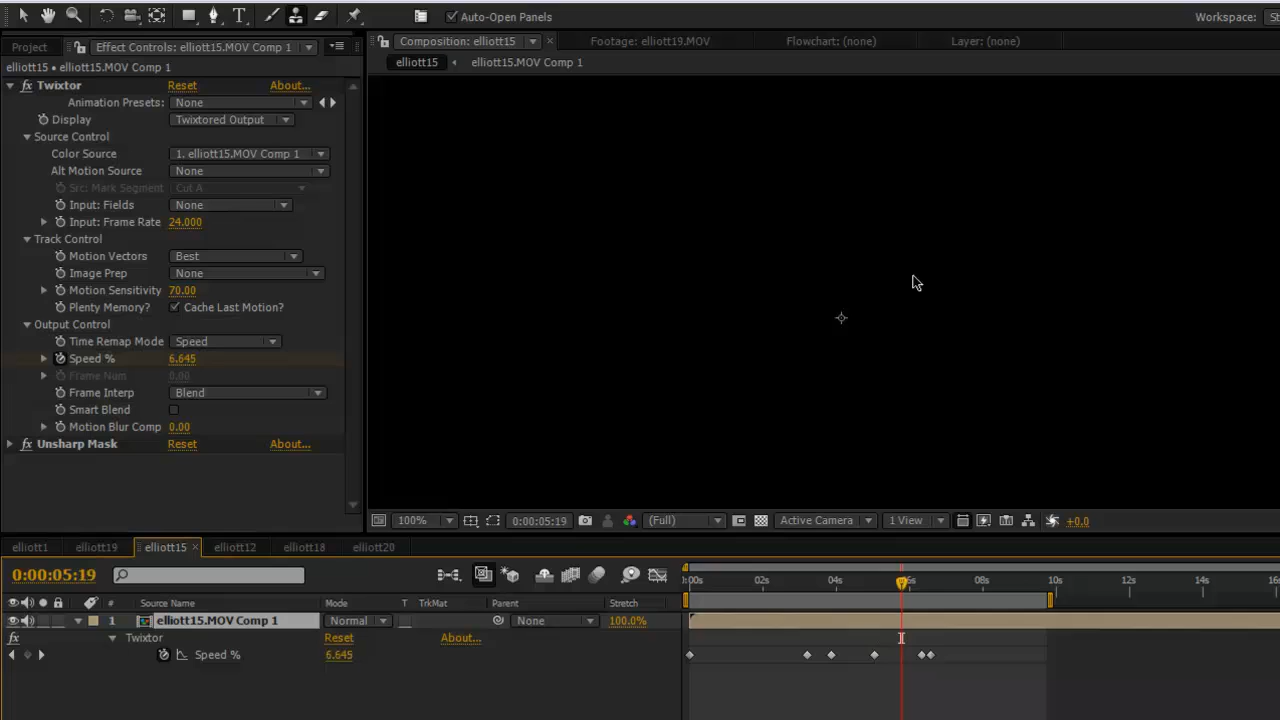 Auto-Open Panels
Workspace:
Project
Effect Controls: elliott15.MOV Comp 1
Composition: elliott15
Footage: elliott19.MOV
Flowchart: (none)
Layer: (none)
elliott15 • elliott15.MOV Comp 1
elliott15
elliott15.MOV Comp 1
fx Twixtor Reset About...
Animation Presets: None
Display Twixtored Output
Source Control
Color Source 1. elliott15.MOV Comp 1
Alt Motion Source None
Src: Mark Segment Cut A
Input: Fields None
Input: Frame Rate 24.000
Track Control
Motion Vectors Best
Image Prep None
Motion Sensitivity 70.00
Plenty Memory? Cache Last Motion?
Output Control
Time Remap Mode Speed
Speed % 6.645
Frame Num 0.00
Frame Interp Blend
Smart Blend
Motion Blur Comp 0.00
fx Unsharp Mask Reset About...
100% 0:00:05:19 (Full) Active Camera 1 View +0.0
elliott1 elliott19 elliott15 elliott12 elliott18 elliott20
0:00:05:19
:00s 02s 04s 06s 08s 10s 12s 14s 16s
# Source Name Mode T TrkMat Parent Stretch
1 elliott15.MOV Comp 1 Normal None 100.0%
fx Twixtor Reset About...
Speed % 6.645